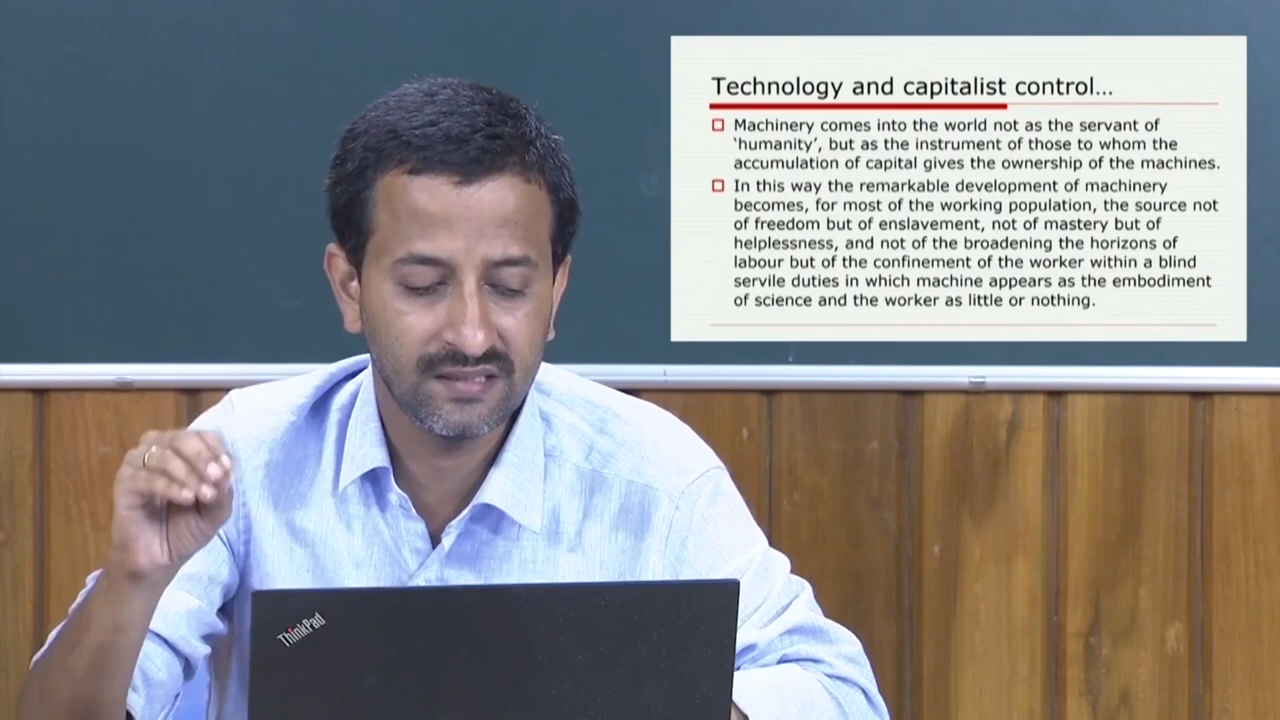 Technology and capitalist control…
Machinery comes into the world not as the servant of
‘humanity’, but as the instrument of those to whom the
accumulation of capital gives the ownership of the machines.
In this way the remarkable development of machinery
becomes, for most of the working population, the source not
of freedom but of enslavement, not of mastery but of
helplessness, and not of the broadening the horizons of
labour but of the confinement of the worker within a blind
servile duties in which machine appears as the embodiment
of science and the worker as little or nothing.
ThinkPad